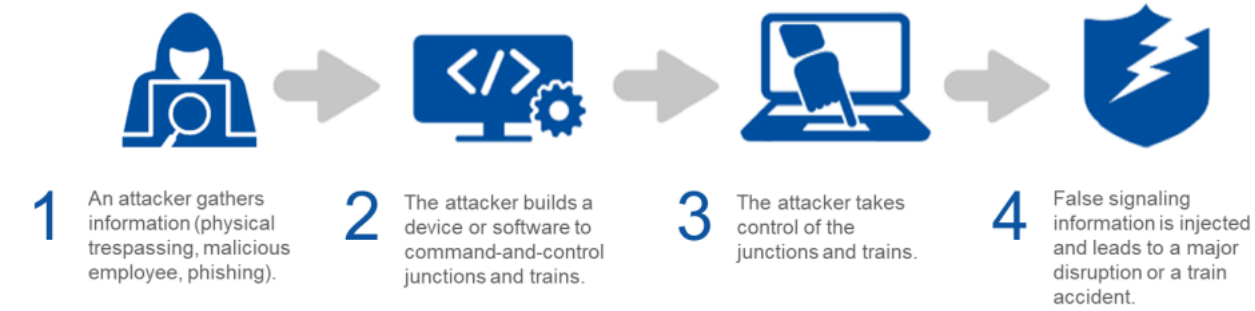 </>
1
An attacker gathers
information (physical
trespassing, malicious
employee, phishing).
2
The attacker builds a
device or software to
command-and-control
junctions and trains.
3
The attacker takes
control of the
junctions and trains.
4
False signaling
information is injected
and leads to a major
disruption or a train
accident.